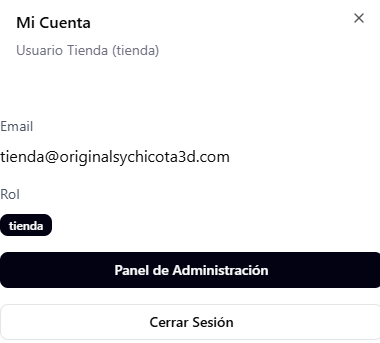 Mi Cuenta
Usuario Tienda (tienda)
Email
tienda@originalsychicota3d.com
Rol
tienda
Panel de Administración
Cerrar Sesión